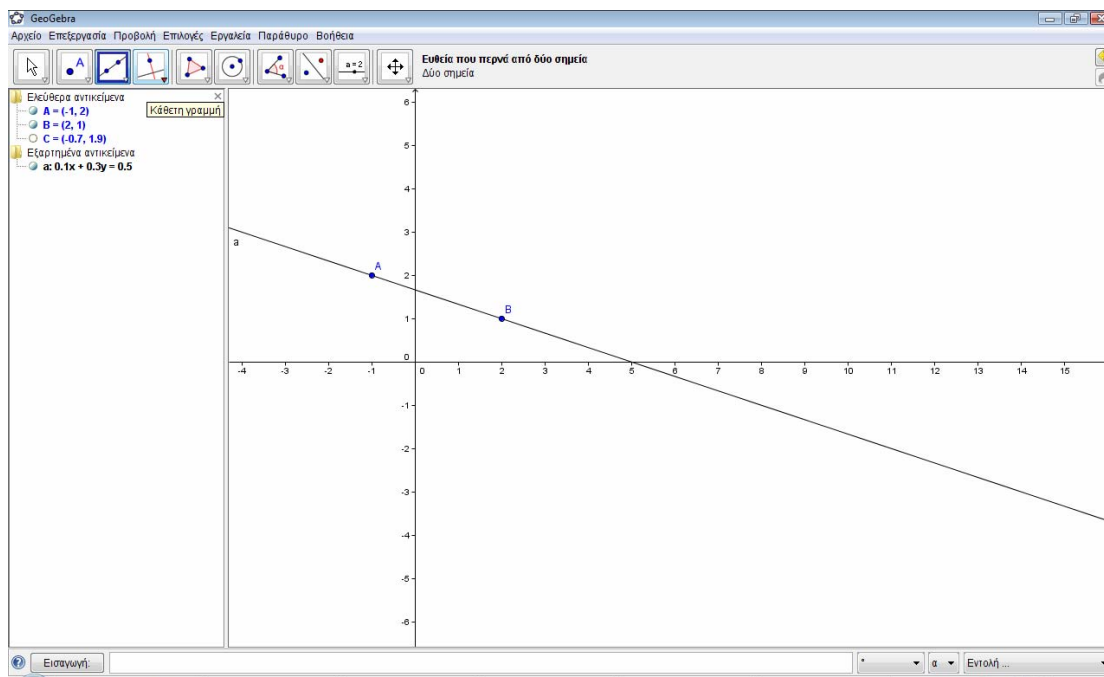 GeoGebra
Αρχείο Επεξεργασία Προβολή Επιλογές Εργαλεία Παράθυρο Βοήθεια
A
α
a = 2
Ευθεία που περνά από δύο σημεία
Δύο σημεία
Ελεύθερα αντικείμενα
A = (-1, 2)
Κάθετη γραμμή
B = (2, 1)
C = (-0.7, 1.9)
Εξαρτημένα αντικείμενα
a: 0.1x + 0.3y = 0.5
6
5
4
3
a
A
2
B
1
0
-4 -3 -2 -1 0 1 2 3 4 5 6 7 8 9 10 11 12 13 14 15
-1
-2
-3
-4
-5
-6
Εισαγωγή:
°
α
Εντολή ...